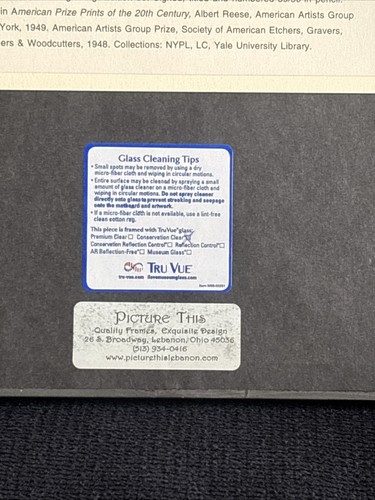 in American Prize Prints of the 20th Century, Albert Reese, American Artists Group
York, 1949. American Artists Group Prize, Society of American Etchers, Gravers,
ers & Woodcutters, 1948. Collections: NYPL, LC, Yale University Library.
Glass Cleaning Tips
• Small spots may be removed by using a dry
micro-fiber cloth and wiping in circular motions.
• Entire surface may be cleaned by spraying a small
amount of glass cleaner on a micro-fiber cloth and
wiping in circular motions. Do not spray cleaner
directly onto glass to prevent streaking and seepage
onto the matboard and artwork.
• If a micro-fiber cloth is not available, use a lint-free
clean cotton rag.
This piece is framed with Tru Vue® glass:
Premium Clear☐ Conservation Clear®☑
Conservation Reflection Control®☐ Reflection Control®☐
AR Reflection-Free®☐ Museum Glass®☐
TRU VUE®
tru-vue.com ilovemuseumglass.com
PICTURE THIS
Quality Frames, Exquisite Design
26 S. Broadway, Lebanon, Ohio 45036
(513) 934-0416
www.picturethislebanon.com